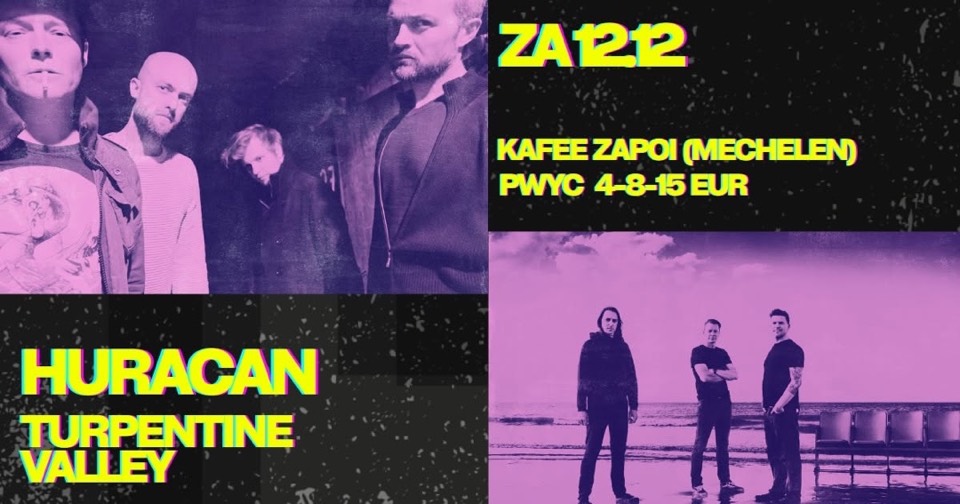 ZA 12.12
KAFEE ZAPOI (MECHELEN)
PWYC 4-8-15 EUR
HURACAN
TURPENTINE
VALLEY